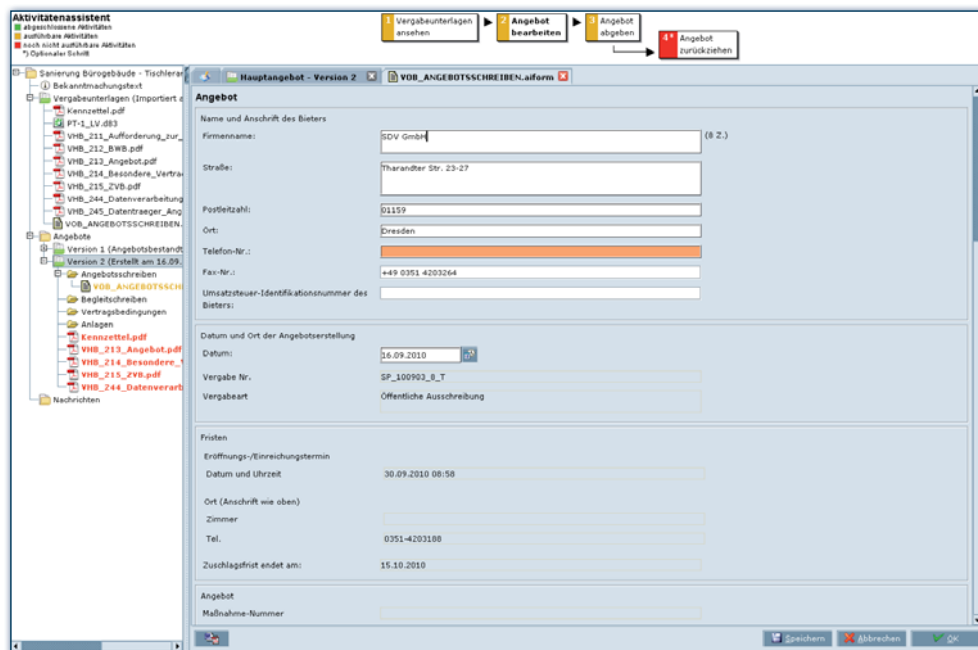 Aktivitätenassistent
abgeschlossene Aktivitäten
ausführbare Aktivitäten
noch nicht ausführbare Aktivitäten
*) Optionaler Schritt
1 Vergabeunterlagen ansehen
2 Angebot bearbeiten
3 Angebot abgeben
4* Angebot zurückziehen
Sanierung Bürogebäude - Tischlerar
Bekanntmachungstext
Vergabeunterlagen (Importiert a
Kennzettel.pdf
PT-1_LV.d83
VHB_211_Aufforderung_zur_
VHB_212_BWB.pdf
VHB_213_Angebot.pdf
VHB_214_Besondere_Vertra
VHB_215_ZVB.pdf
VHB_244_Datenverarbeitung
VHB_245_Datentraeger_Ang
VOB_ANGEBOTSSCHREIBEN.
Angebote
Version 1 (Angebotsbestandt
Version 2 (Erstellt am 16.09.
Angebotsschreiben
VOB_ANGEBOTSSCH
Begleitschreiben
Vertragsbedingungen
Anlagen
Kennzettel.pdf
VHB_213_Angebot.pdf
VHB_214_Besondere_V
VHB_215_ZVB.pdf
VHB_244_Datenverarb
Nachrichten
Hauptangebot - Version 2
VOB_ANGEBOTSSCHREIBEN.aiform
Angebot
Name und Anschrift des Bieters
Firmenname: SDV GmbH (8 Z.)
Straße: Tharandter Str. 23-27
Postleitzahl: 01159
Ort: Dresden
Telefon-Nr.:
Fax-Nr.: +49 0351 4203264
Umsatzsteuer-Identifikationsnummer des
Bieters:
Datum und Ort der Angebotserstellung
Datum: 16.09.2010
Vergabe Nr. SP_100903_8_T
Vergabeart Öffentliche Ausschreibung
Fristen
Eröffnungs-/Einreichungstermin
Datum und Uhrzeit 30.09.2010 08:58
Ort (Anschrift wie oben)
Zimmer
Tel. 0351-4203188
Zuschlagsfrist endet am: 15.10.2010
Angebot
Maßnahme-Nummer
Speichern Abbrechen OK